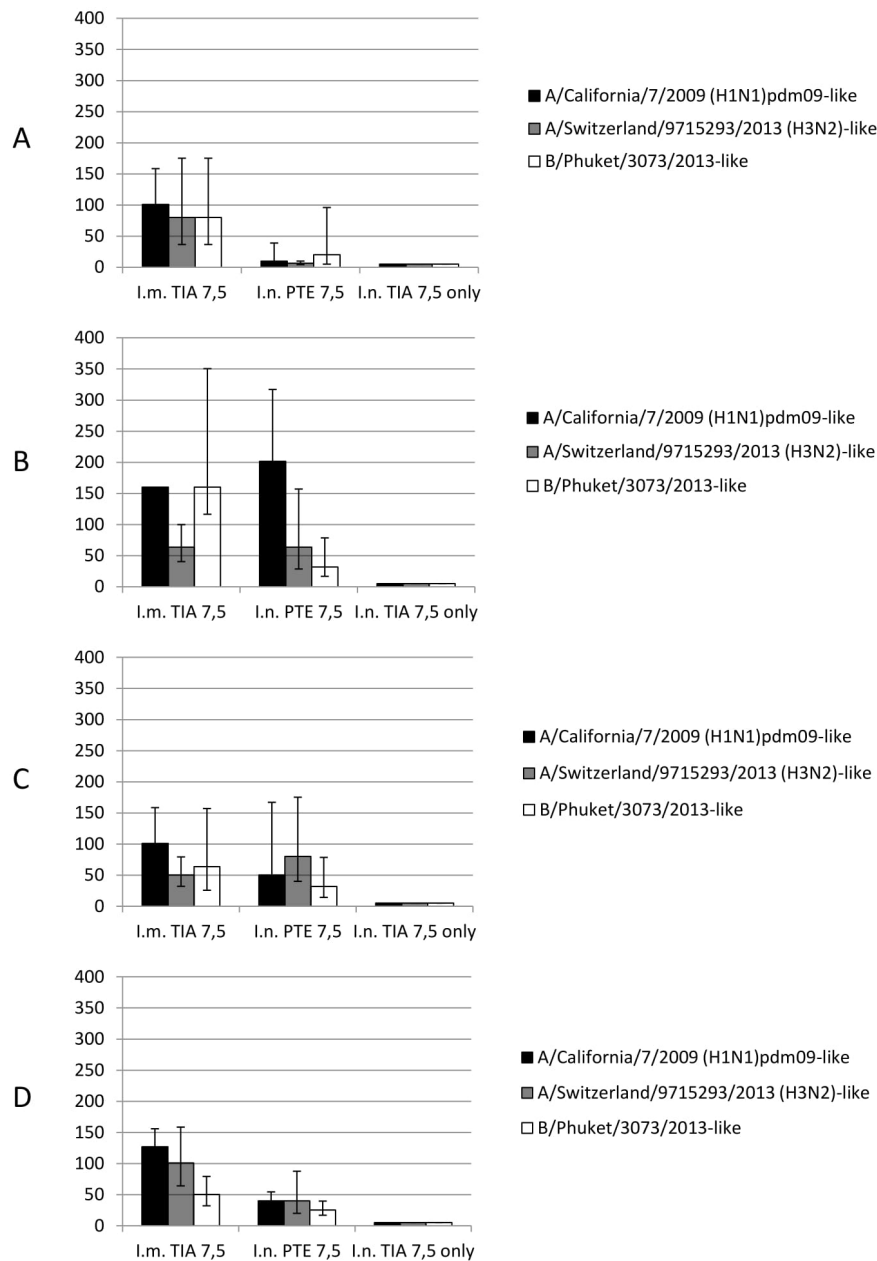 A
400
350
300
250
200
150
100
50
0
I.m. TIA 7,5 I.n. PTE 7,5 I.n. TIA 7,5 only
A/California/7/2009 (H1N1)pdm09-like
A/Switzerland/9715293/2013 (H3N2)-like
B/Phuket/3073/2013-like
B
400
350
300
250
200
150
100
50
0
I.m. TIA 7,5 I.n. PTE 7,5 I.n. TIA 7,5 only
A/California/7/2009 (H1N1)pdm09-like
A/Switzerland/9715293/2013 (H3N2)-like
B/Phuket/3073/2013-like
C
400
350
300
250
200
150
100
50
0
I.m. TIA 7,5 I.n. PTE 7,5 I.n. TIA 7,5 only
A/California/7/2009 (H1N1)pdm09-like
A/Switzerland/9715293/2013 (H3N2)-like
B/Phuket/3073/2013-like
D
400
350
300
250
200
150
100
50
0
I.m. TIA 7,5 I.n. PTE 7,5 I.n. TIA 7,5 only
A/California/7/2009 (H1N1)pdm09-like
A/Switzerland/9715293/2013 (H3N2)-like
B/Phuket/3073/2013-like